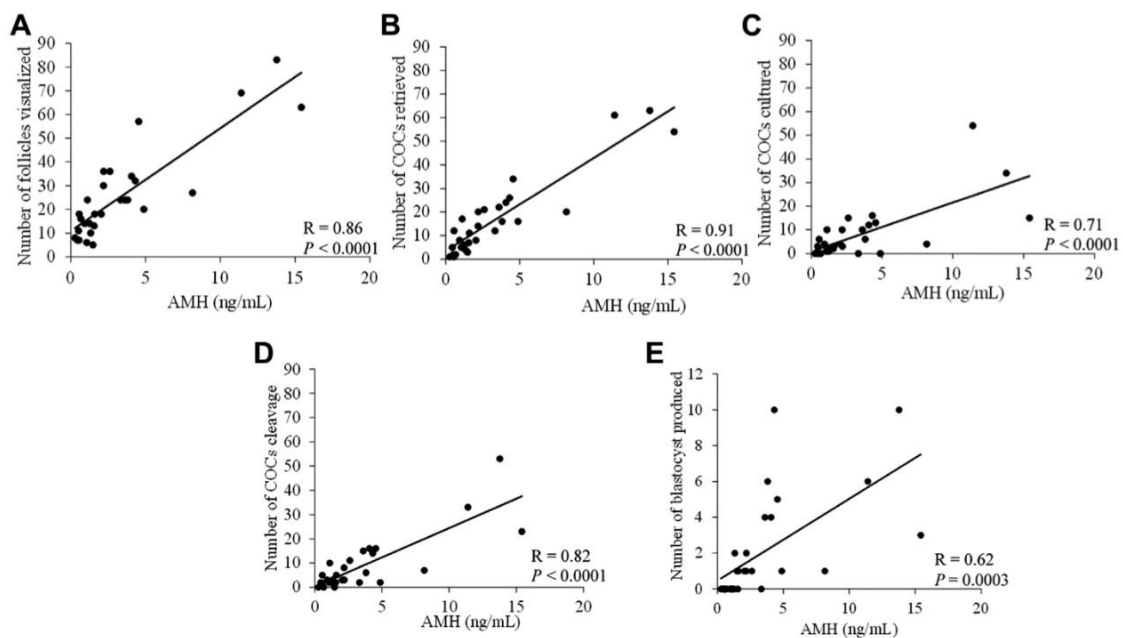 A
Number of follicles visualized
90
80
70
60
50
40
30
20
10
0
0 5 10 15 20
R = 0.86
P < 0.0001
AMH (ng/mL)
B
Number of COCs retrieved
90
80
70
60
50
40
30
20
10
0
0 5 10 15 20
R = 0.91
P < 0.0001
AMH (ng/mL)
C
Number of COCs cultured
90
80
70
60
50
40
30
20
10
0
0 5 10 15 20
R = 0.71
P < 0.0001
AMH (ng/mL)
D
Number of COCs cleavage
90
80
70
60
50
40
30
20
10
0
0 5 10 15 20
R = 0.82
P < 0.0001
AMH (ng/mL)
E
Number of blastocyst produced
12
10
8
6
4
2
0
0 5 10 15 20
R = 0.62
P = 0.0003
AMH (ng/mL)